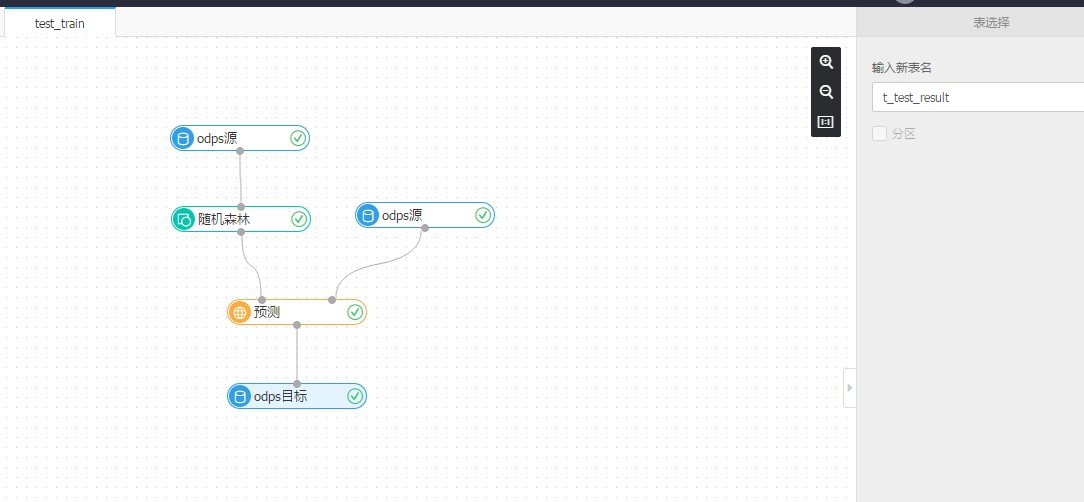 test_train
表选择
输入新表名
t_test_result
分区
odps源
随机森林
odps源
预测
odps目标